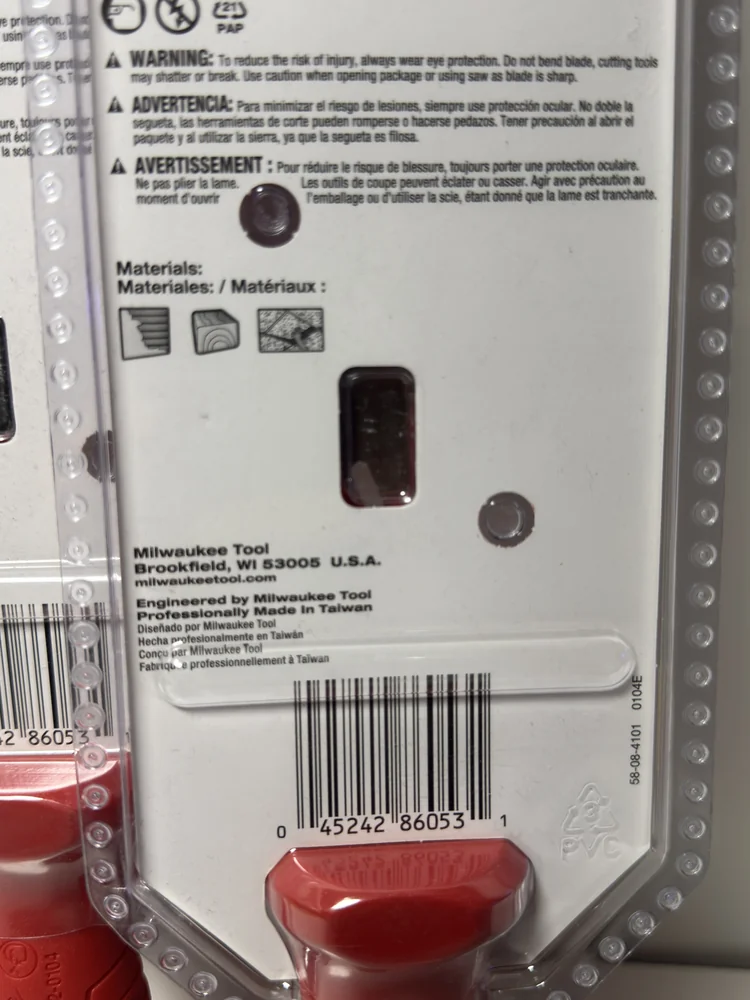 21
PAP
WARNING: To reduce the risk of injury, always wear eye protection. Do not bend blade, cutting tools
may shatter or break. Use caution when opening package or using saw as blade is sharp.
ADVERTENCIA: Para minimizar el riesgo de lesiones, siempre use protección ocular. No doble la
segueta, las herramientas de corte pueden romperse o hacerse pedazos. Tener precaución al abrir el
paquete y al utilizar la sierra, ya que la segueta es filosa.
AVERTISSEMENT : Pour réduire le risque de blessure, toujours porter une protection oculaire.
Ne pas plier la lame. Les outils de coupe peuvent éclater ou casser. Agir avec précaution au
moment d'ouvrir l'emballage ou d'utiliser la scie, étant donné que la lame est tranchante.
Materials:
Materiales: / Matériaux :
Milwaukee Tool
Brookfield, WI 53005 U.S.A.
milwaukeetool.com
Engineered by Milwaukee Tool
Professionally Made In Taiwan
Diseñado por Milwaukee Tool
Hecha profesionalmente en Taiwán
Conçu par Milwaukee Tool
Fabriqué professionnellement à Taïwan
0 45242 86053 1
58-08-4101 0104E
3
PVC
42 86053
2-0104